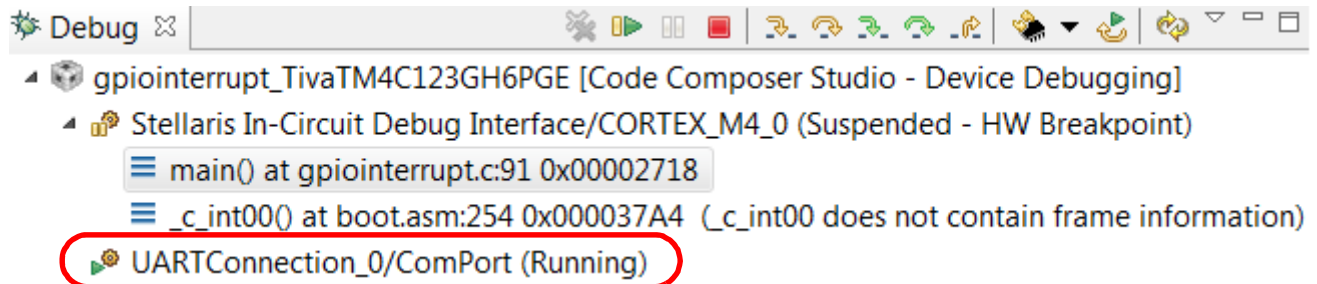 Debug
gpiointerrupt_TivaTM4C123GH6PGE [Code Composer Studio - Device Debugging]
Stellaris In-Circuit Debug Interface/CORTEX_M4_0 (Suspended - HW Breakpoint)
main() at gpiointerrupt.c:91 0x00002718
_c_int00() at boot.asm:254 0x000037A4 (_c_int00 does not contain frame information)
UARTConnection_0/ComPort (Running)